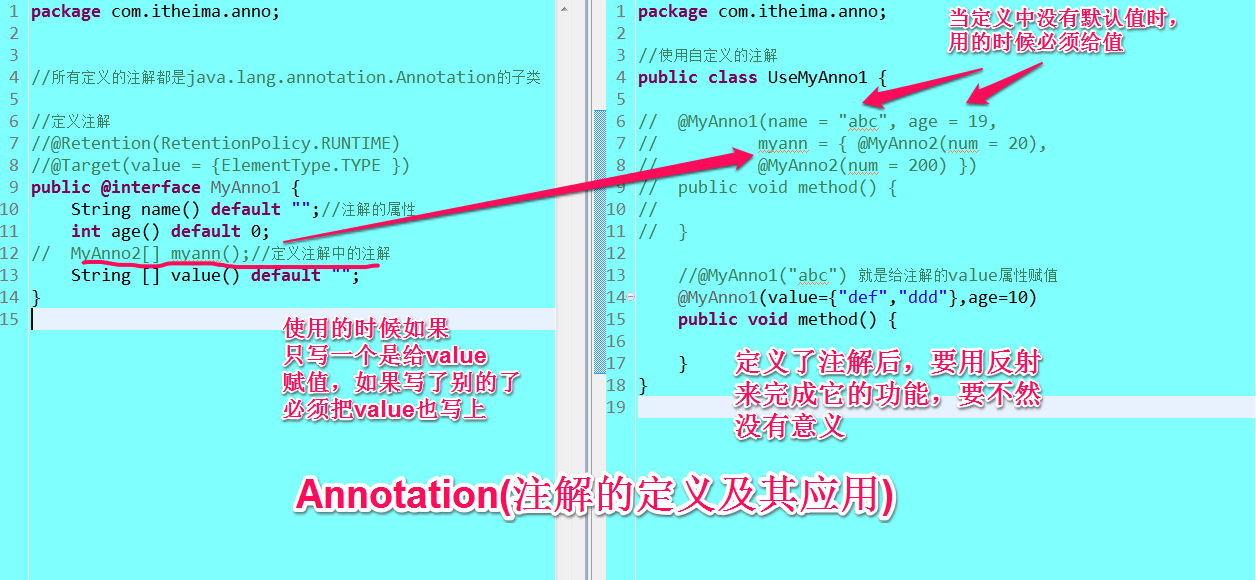 1 package com.itheima.anno;
2
3
4 //所有定义的注解都是java.lang.annotation.Annotation的子类
5
6 //定义注解
7 //@Retention(RetentionPolicy.RUNTIME)
8 //@Target(value = {ElementType.TYPE })
9 public @interface MyAnno1 {
10 String name() default "";//注解的属性
11 int age() default 0;
12 // MyAnno2[] myann();//定义注解中的注解
13 String [] value() default "";
14 }
15
使用的时候如果
只写一个是给value
赋值，如果写了别的了
必须把value也写上
1 package com.itheima.anno;
2
3 //使用自定义的注解
4 public class UseMyAnno1 {
5
6 // @MyAnno1(name = "abc", age = 19,
7 // myann = { @MyAnno2(num = 20),
8 // @MyAnno2(num = 200) })
9 // public void method() {
10 //
11 // }
12
13 //@MyAnno1("abc") 就是给注解的value属性赋值
14 @MyAnno1(value={"def","ddd"},age=10)
15 public void method() {
16
17 }
18 }
19
当定义中没有默认值时，
用的时候必须给值
定义了注解后，要用反射
来完成它的功能，要不然
没有意义
Annotation(注解的定义及其应用)